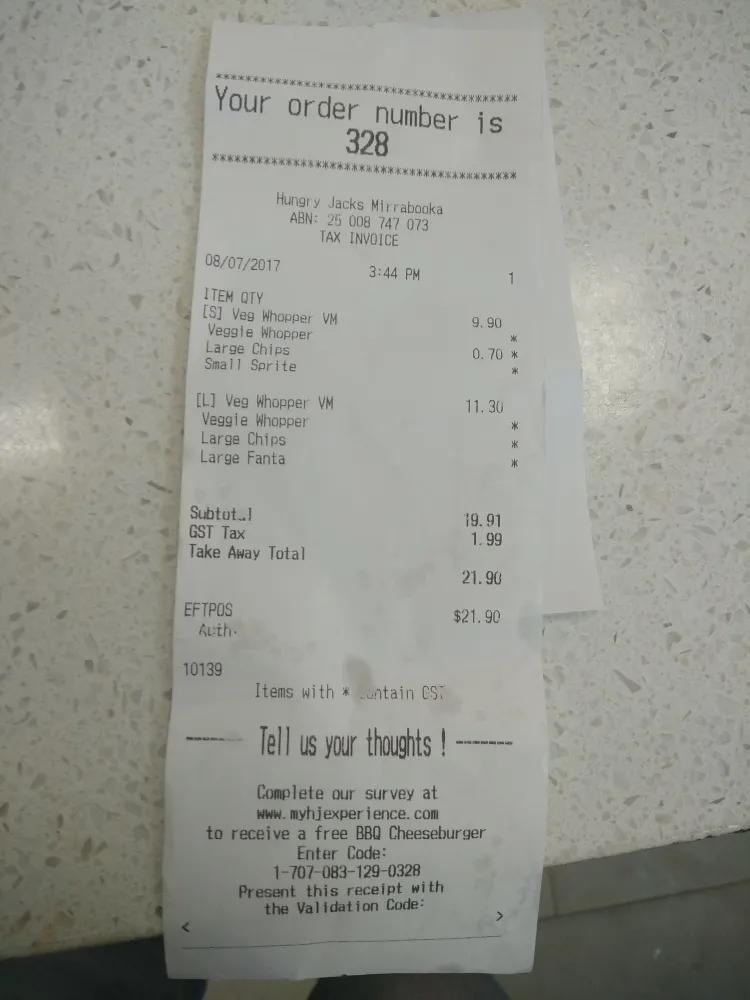 ****************************************
Your order number is
328
****************************************
Hungry Jacks Mirrabooka
ABN: 25 008 747 073
TAX INVOICE
08/07/2017 3:44 PM 1
ITEM QTY
[S] Veg Whopper VM 9.90
Veggie Whopper *
Large Chips 0.70 *
Small Sprite *
[L] Veg Whopper VM 11.30
Veggie Whopper *
Large Chips *
Large Fanta *
19.91
GST Tax 1.99
Take Away Total
21.90
EFTPOS $21.90
Auth.
10139
Items with * GST
Tell us your thoughts !
Complete our survey at
www.myhjexperience.com
to receive a free BBQ Cheeseburger
Enter Code:
1-707-083-129-0328
Present this receipt with
the Validation Code:
< >